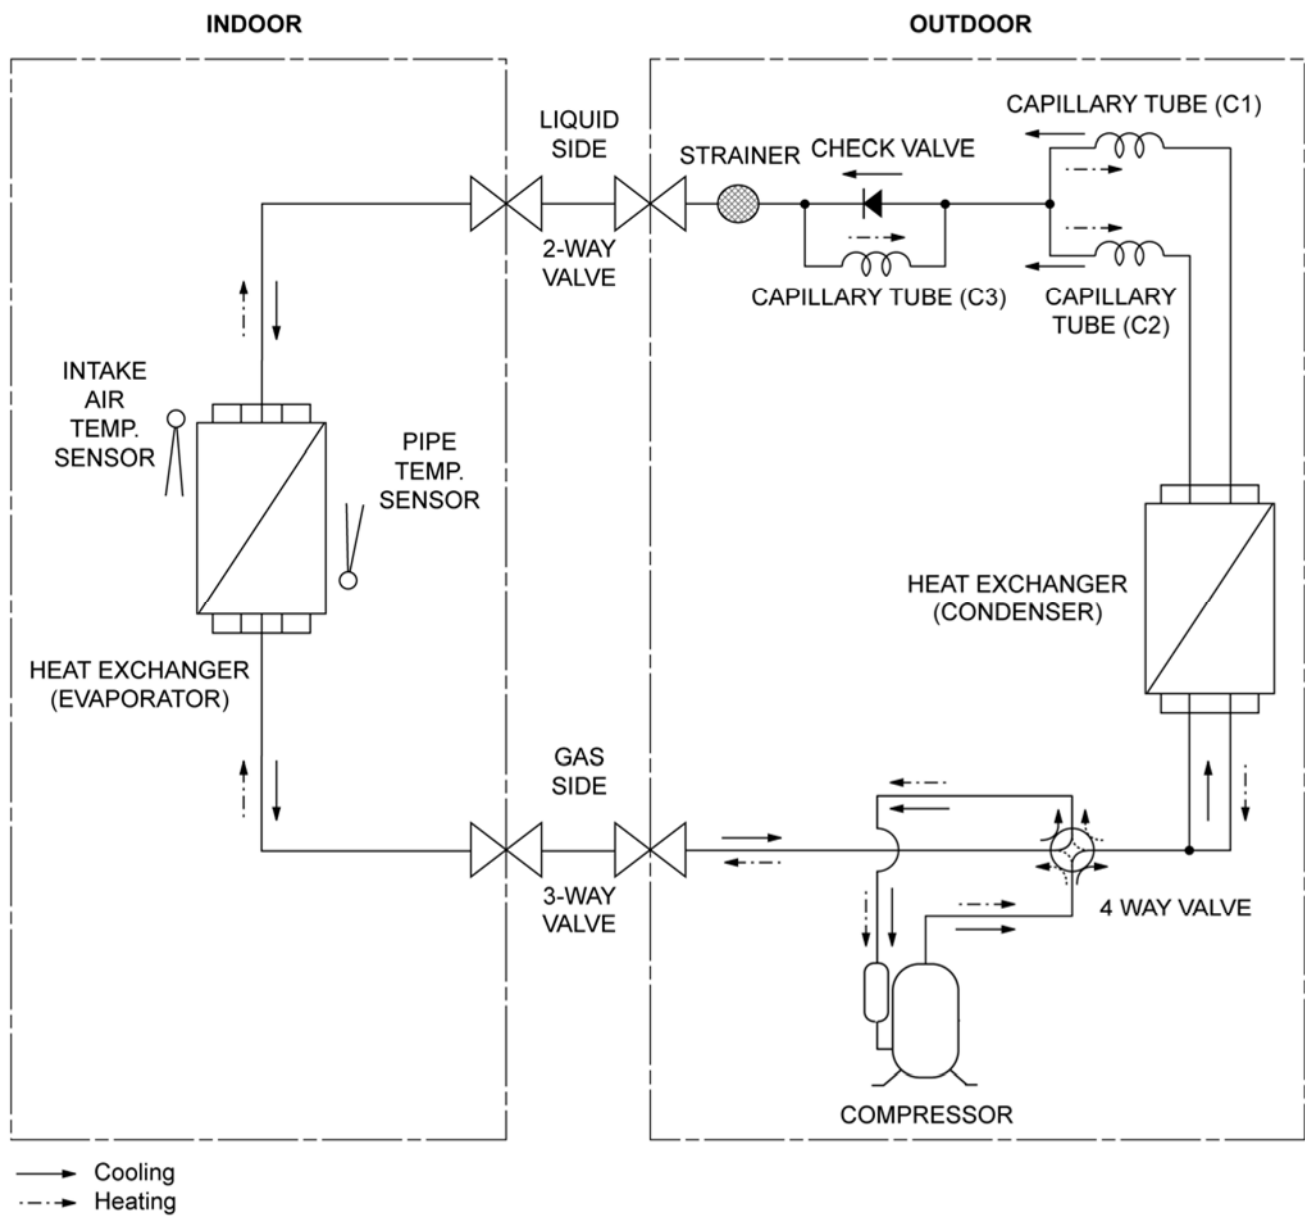 INDOOR
OUTDOOR
LIQUID
SIDE
STRAINER
CHECK VALVE
CAPILLARY TUBE (C1)
2-WAY
VALVE
CAPILLARY TUBE (C3)
CAPILLARY
TUBE (C2)
INTAKE
AIR
TEMP.
SENSOR
PIPE
TEMP.
SENSOR
HEAT EXCHANGER
(EVAPORATOR)
HEAT EXCHANGER
(CONDENSER)
GAS
SIDE
3-WAY
VALVE
4 WAY VALVE
COMPRESSOR
Cooling
Heating